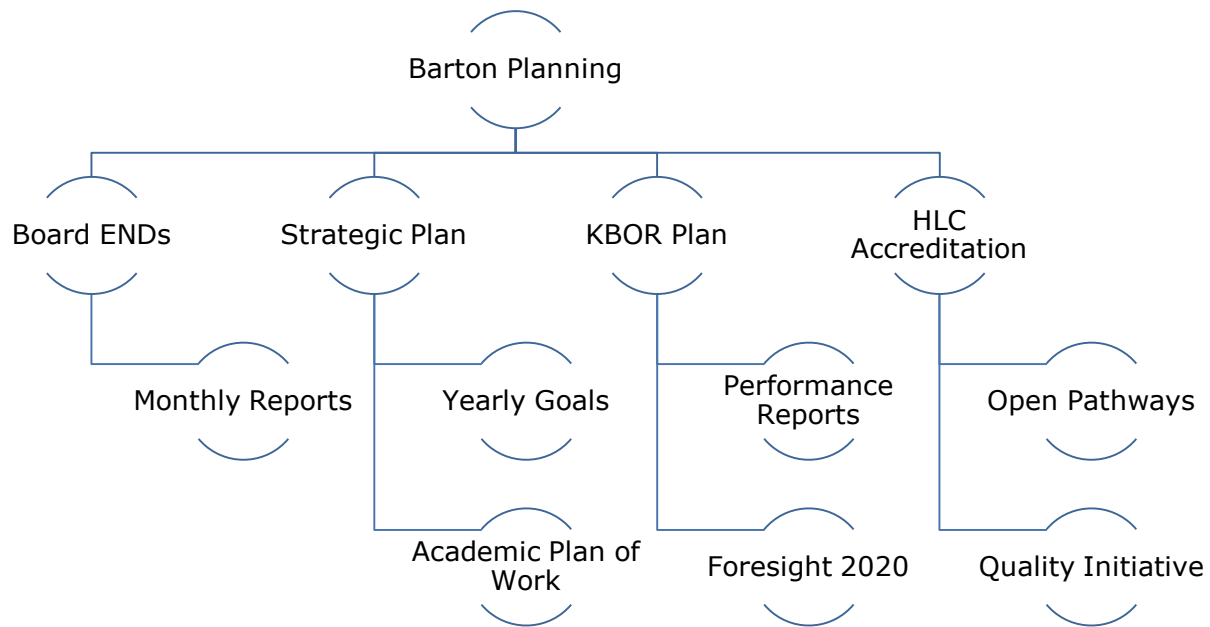 Barton Planning
Board ENDs
Strategic Plan
KBOR Plan
HLC
Accreditation
Monthly Reports
Yearly Goals
Performance
Reports
Open Pathways
Academic Plan of
Work
Foresight 2020
Quality Initiative